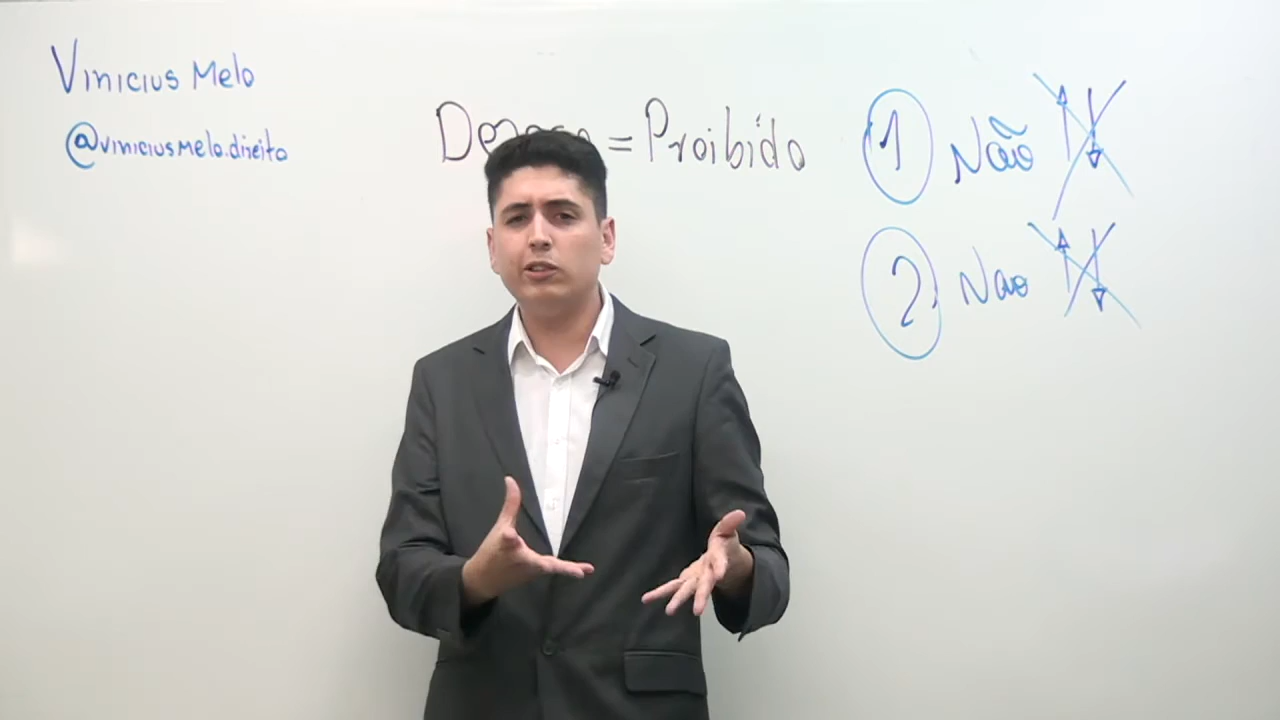 Vinicius Melo
@viniciusmelo.direito
= Proibido
1 Não
2 Nao